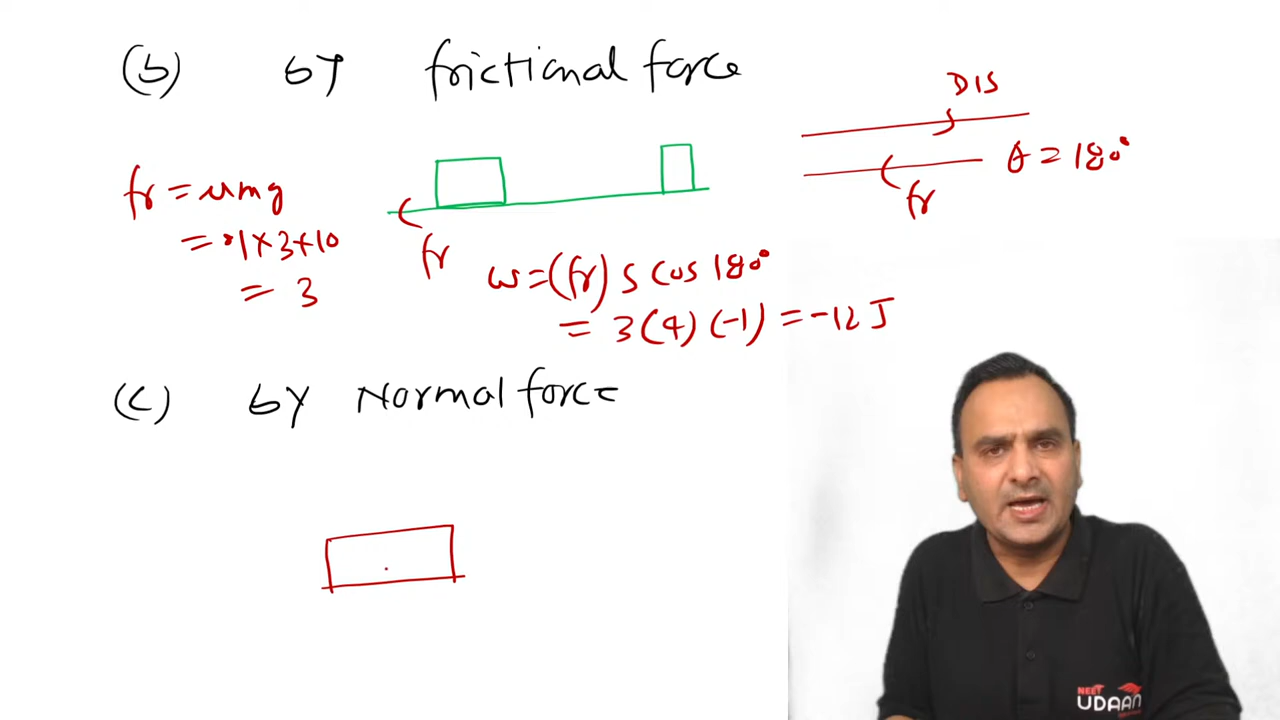 (b) by frictional force
DIS
θ = 180°
fr
fr = μmg
= .1×3×10
= 3
fr
W = (fr) S cos 180°
= 3(4)(-1) = -12 J
(c) by Normal force
NEET
UDAAN